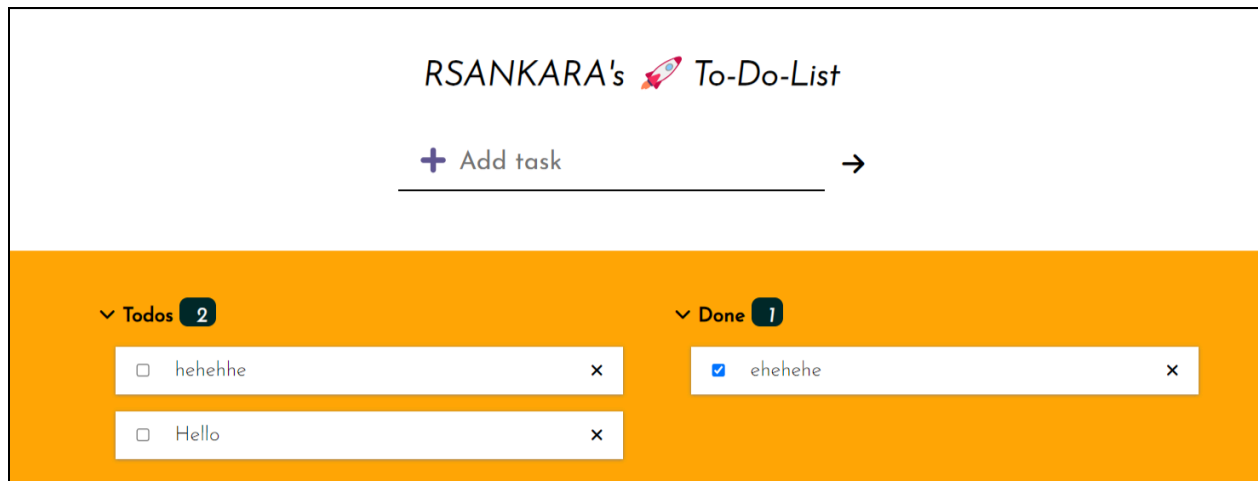 RSANKARA's 🚀 To-Do-List
Add task
Todos 2
hehehhe
Hello
Done 1
ehehehe